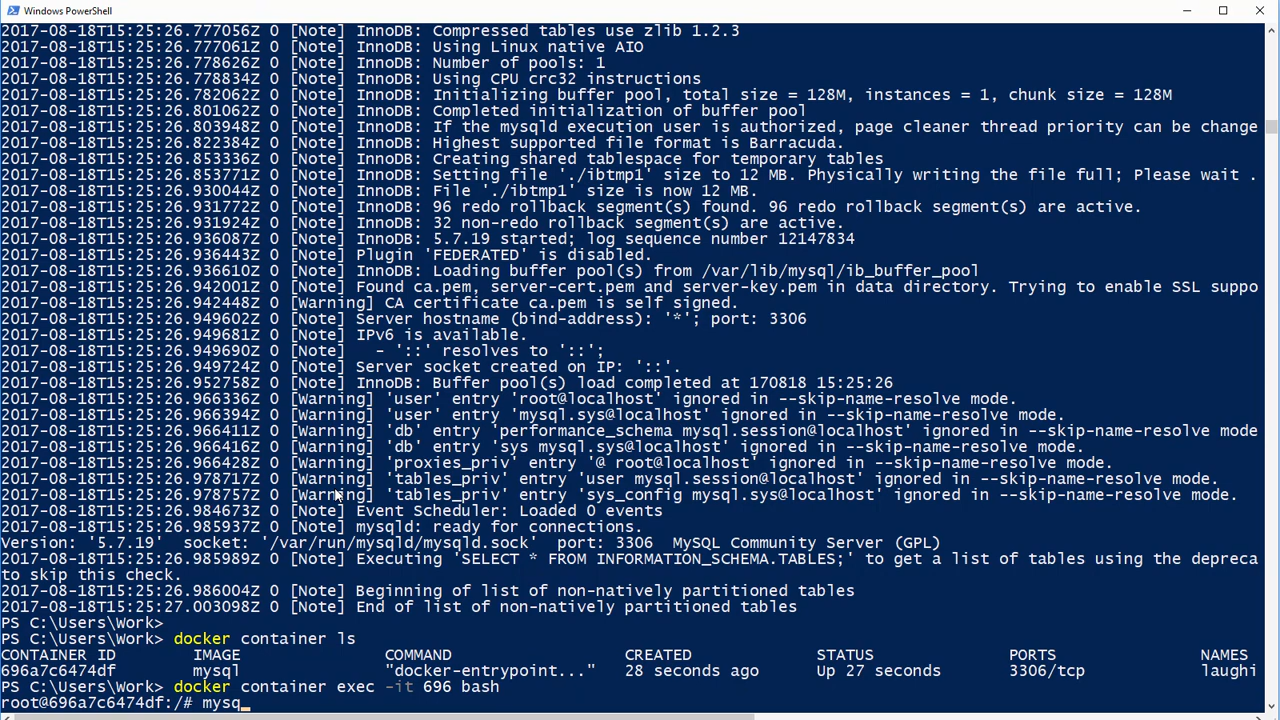 Windows PowerShell
2017-08-18T15:25:26.777056Z 0 [Note] InnoDB: Compressed tables use zlib 1.2.3
2017-08-18T15:25:26.777061Z 0 [Note] InnoDB: Using Linux native AIO
2017-08-18T15:25:26.778626Z 0 [Note] InnoDB: Number of pools: 1
2017-08-18T15:25:26.778834Z 0 [Note] InnoDB: Using CPU crc32 instructions
2017-08-18T15:25:26.782062Z 0 [Note] InnoDB: Initializing buffer pool, total size = 128M, instances = 1, chunk size = 128M
2017-08-18T15:25:26.801062Z 0 [Note] InnoDB: Completed initialization of buffer pool
2017-08-18T15:25:26.803948Z 0 [Note] InnoDB: If the mysqld execution user is authorized, page cleaner thread priority can be change
2017-08-18T15:25:26.822384Z 0 [Note] InnoDB: Highest supported file format is Barracuda.
2017-08-18T15:25:26.853336Z 0 [Note] InnoDB: Creating shared tablespace for temporary tables
2017-08-18T15:25:26.853411Z 0 [Note] InnoDB: Setting file './ibtmp1' size to 12 MB. Physically writing the file full; Please wait .
2017-08-18T15:25:26.930044Z 0 [Note] InnoDB: File './ibtmp1' size is now 12 MB.
2017-08-18T15:25:26.931772Z 0 [Note] InnoDB: 96 redo rollback segment(s) found. 96 redo rollback segment(s) are active.
2017-08-18T15:25:26.931924Z 0 [Note] InnoDB: 32 non-redo rollback segment(s) are active.
2017-08-18T15:25:26.936087Z 0 [Note] InnoDB: 5.7.19 started; log sequence number 12147834
2017-08-18T15:25:26.936443Z 0 [Note] Plugin 'FEDERATED' is disabled.
2017-08-18T15:25:26.936610Z 0 [Note] InnoDB: Loading buffer pool(s) from /var/lib/mysql/ib_buffer_pool
2017-08-18T15:25:26.942001Z 0 [Note] Found ca.pem, server-cert.pem and server-key.pem in data directory. Trying to enable SSL suppo
2017-08-18T15:25:26.942448Z 0 [Warning] CA certificate ca.pem is self signed.
2017-08-18T15:25:26.949602Z 0 [Note] Server hostname (bind-address): '*'; port: 3306
2017-08-18T15:25:26.949681Z 0 [Note] IPv6 is available.
2017-08-18T15:25:26.949690Z 0 [Note]   - '::' resolves to '::';
2017-08-18T15:25:26.949724Z 0 [Note] Server socket created on IP: '::'.
2017-08-18T15:25:26.952758Z 0 [Note] InnoDB: Buffer pool(s) load completed at 170818 15:25:26
2017-08-18T15:25:26.966336Z 0 [Warning] 'user' entry 'root@localhost' ignored in --skip-name-resolve mode.
2017-08-18T15:25:26.966394Z 0 [Warning] 'user' entry 'mysql.sys@localhost' ignored in --skip-name-resolve mode.
2017-08-18T15:25:26.966411Z 0 [Warning] 'db' entry 'performance_schema mysql.session@localhost' ignored in --skip-name-resolve mode
2017-08-18T15:25:26.966416Z 0 [Warning] 'db' entry 'sys mysql.sys@localhost' ignored in --skip-name-resolve mode.
2017-08-18T15:25:26.966428Z 0 [Warning] 'proxies_priv' entry '@ root@localhost' ignored in --skip-name-resolve mode.
2017-08-18T15:25:26.978717Z 0 [Warning] 'tables_priv' entry 'user mysql.session@localhost' ignored in --skip-name-resolve mode.
2017-08-18T15:25:26.978757Z 0 [Warning] 'tables_priv' entry 'sys_config mysql.sys@localhost' ignored in --skip-name-resolve mode.
2017-08-18T15:25:26.984673Z 0 [Note] Event Scheduler: Loaded 0 events
2017-08-18T15:25:26.985937Z 0 [Note] mysqld: ready for connections.
Version: '5.7.19'  socket: '/var/run/mysqld/mysqld.sock'  port: 3306  MySQL Community Server (GPL)
2017-08-18T15:25:26.985989Z 0 [Note] Executing 'SELECT * FROM INFORMATION_SCHEMA.TABLES;' to get a list of tables using the depreca
to skip this check.
2017-08-18T15:25:26.986004Z 0 [Note] Beginning of list of non-natively partitioned tables
2017-08-18T15:25:27.003098Z 0 [Note] End of list of non-natively partitioned tables
PS C:\Users\Work>
PS C:\Users\Work> docker container ls
CONTAINER ID        IMAGE               COMMAND                  CREATED             STATUS              PORTS               NAMES
696a7c6474df        mysql               "docker-entrypoint..."   28 seconds ago      Up 27 seconds       3306/tcp            laughi
PS C:\Users\Work> docker container exec -it 696 bash
root@696a7c6474df:/# mysq